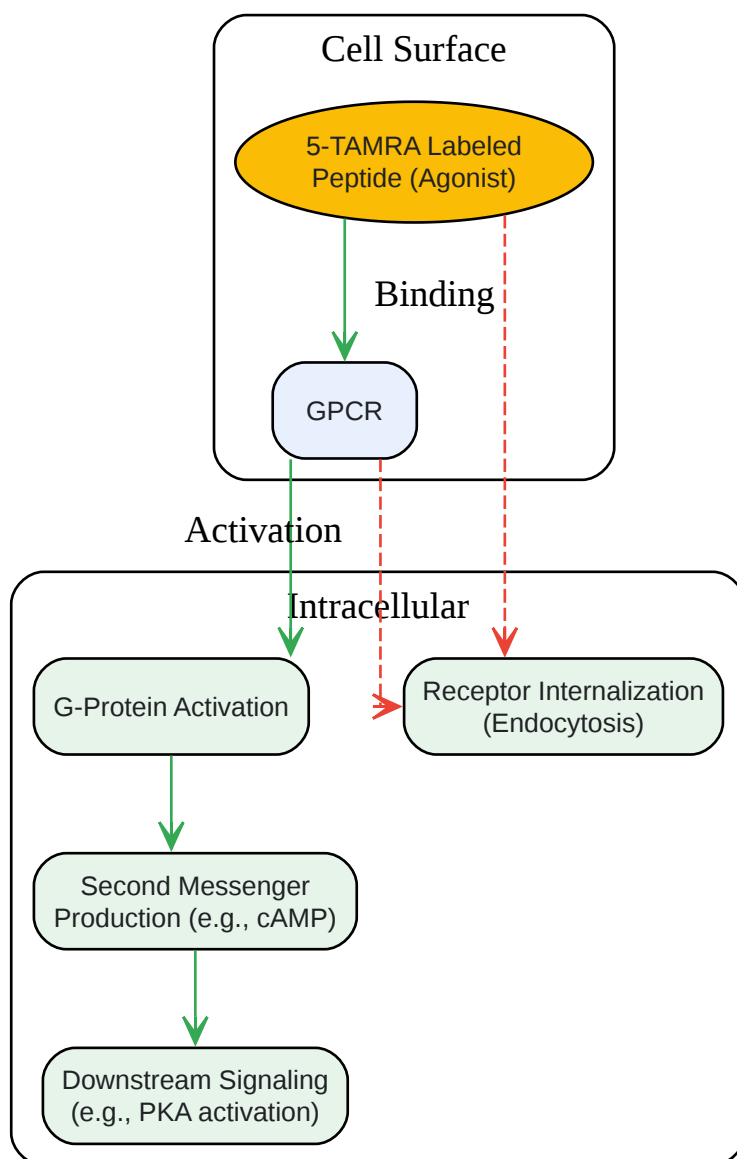 Cell Surface
5-TAMRA Labeled
Peptide (Agonist)
Binding
GPCR
Activation
Intracellular
G-Protein Activation
Receptor Internalization
(Endocytosis)
Second Messenger
Production (e.g., cAMP)
Downstream Signaling
(e.g., PKA activation)